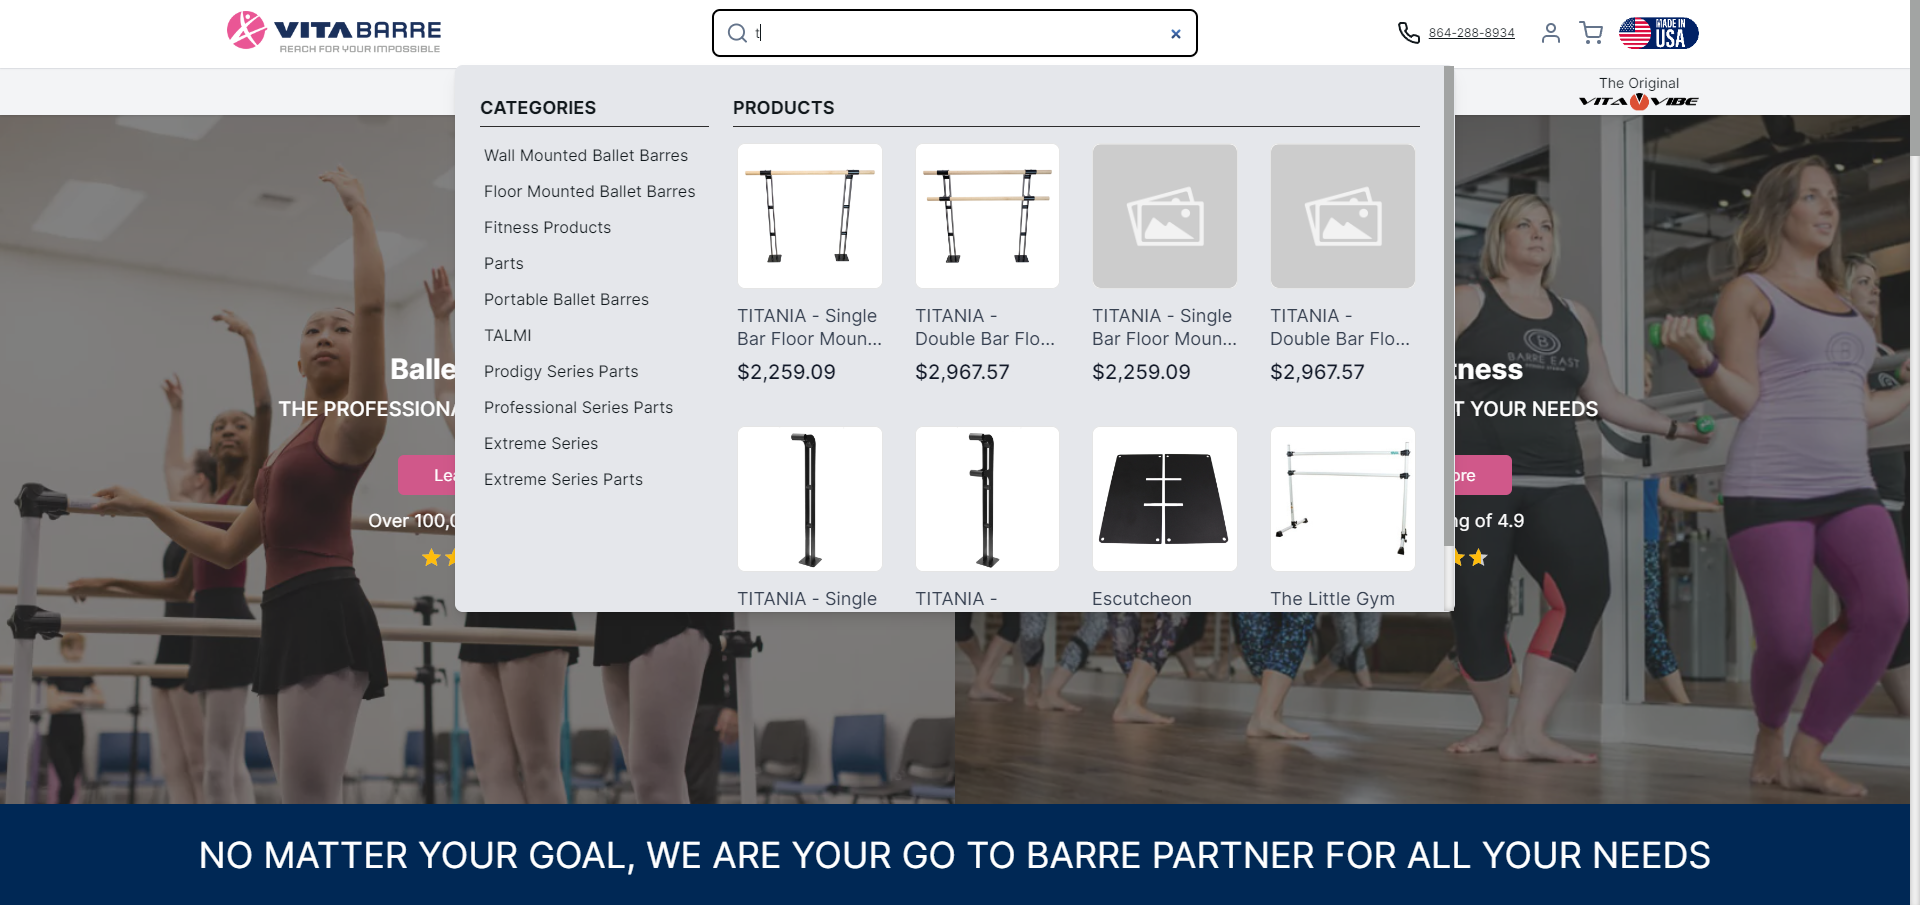 VITA BARRE
REACH FOR YOUR IMPOSSIBLE
t
864-288-8934
MADE IN
USA
The Original
VITA VIBE
CATEGORIES
Wall Mounted Ballet Barres
Floor Mounted Ballet Barres
Fitness Products
Parts
Portable Ballet Barres
TALMI
Prodigy Series Parts
Professional Series Parts
Extreme Series
Extreme Series Parts
PRODUCTS
TITANIA - Single
Bar Floor Moun...
$2,259.09
TITANIA -
Double Bar Flo...
$2,967.57
TITANIA - Single
Bar Floor Moun...
$2,259.09
TITANIA -
Double Bar Flo...
$2,967.57
TITANIA - Single
TITANIA -
Escutcheon
The Little Gym
Balle
THE PROFESSIONA
Lea
Over 100,0
tness
T YOUR NEEDS
ore
ng of 4.9
BARRE EAST
NO MATTER YOUR GOAL, WE ARE YOUR GO TO BARRE PARTNER FOR ALL YOUR NEEDS